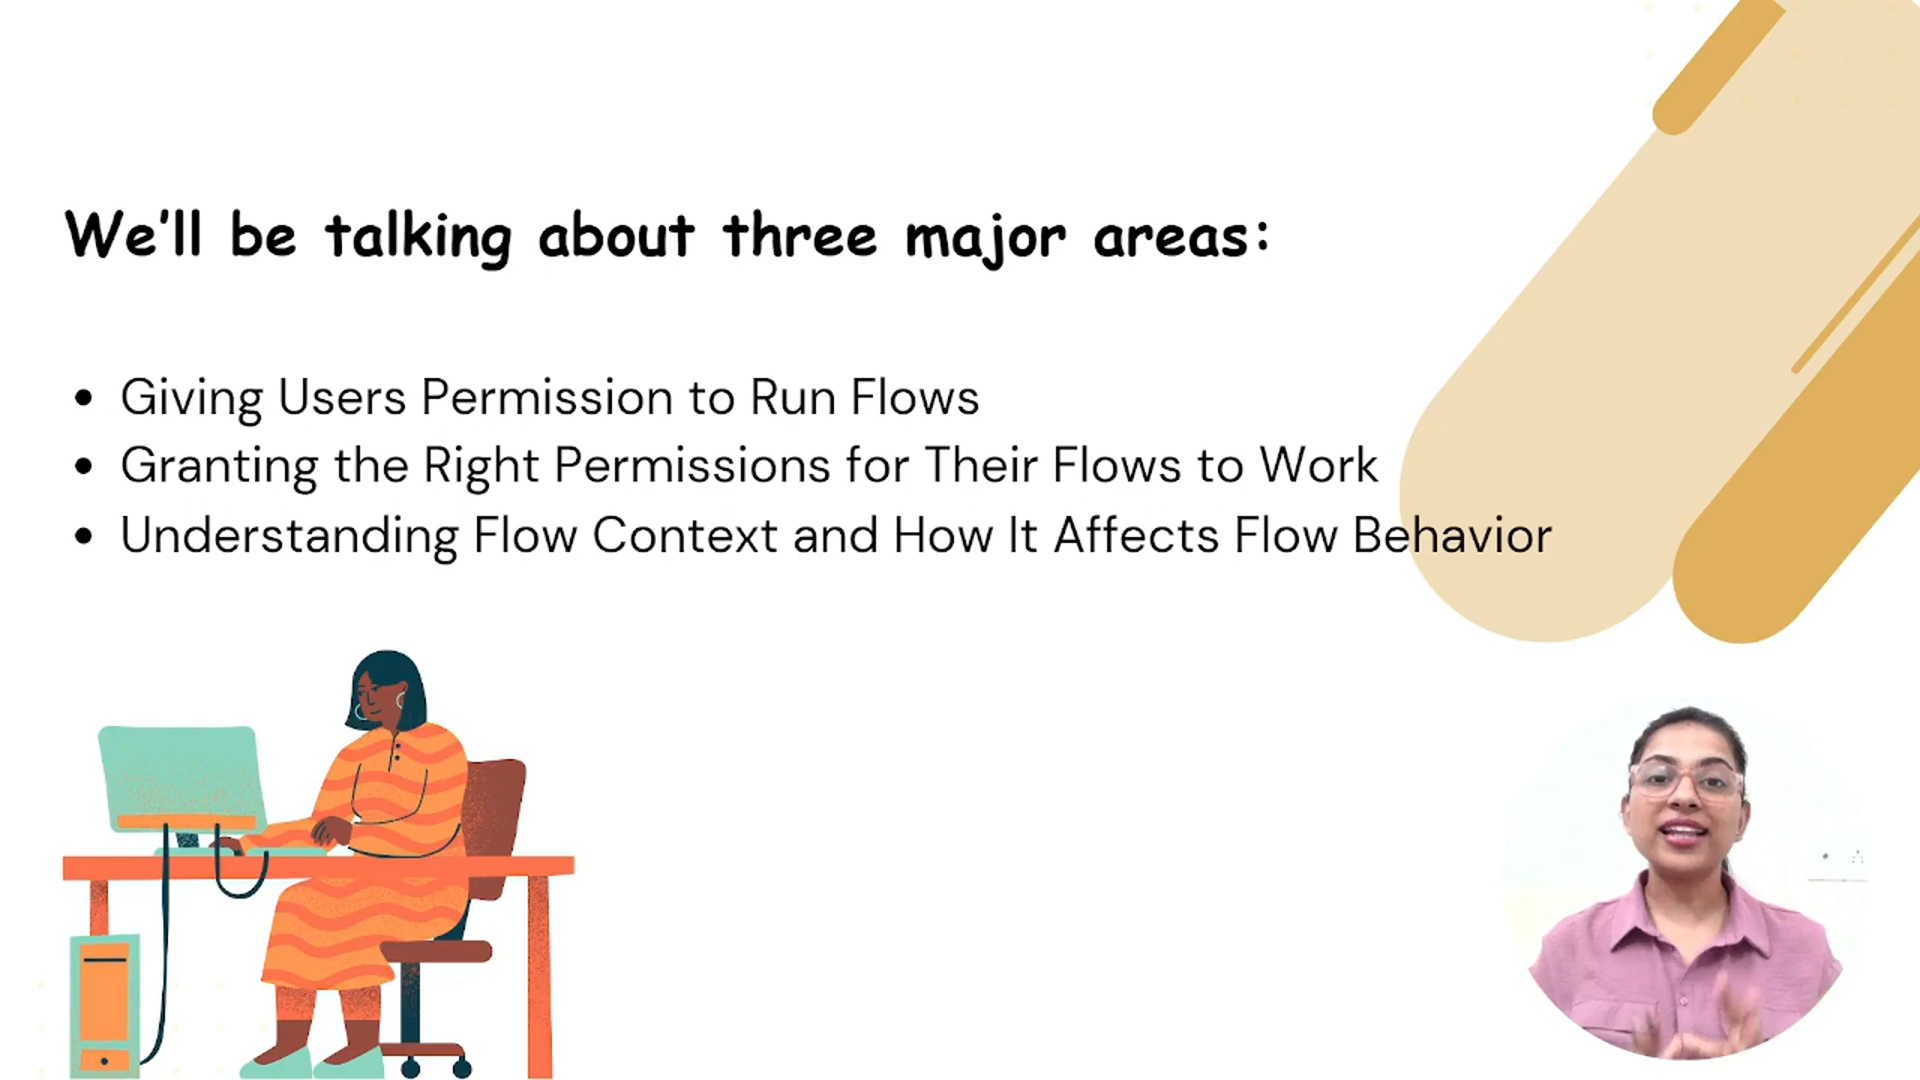 We'll be talking about three major areas:
• Giving Users Permission to Run Flows
• Granting the Right Permissions for Their Flows to Work
• Understanding Flow Context and How It Affects Flow Behavior